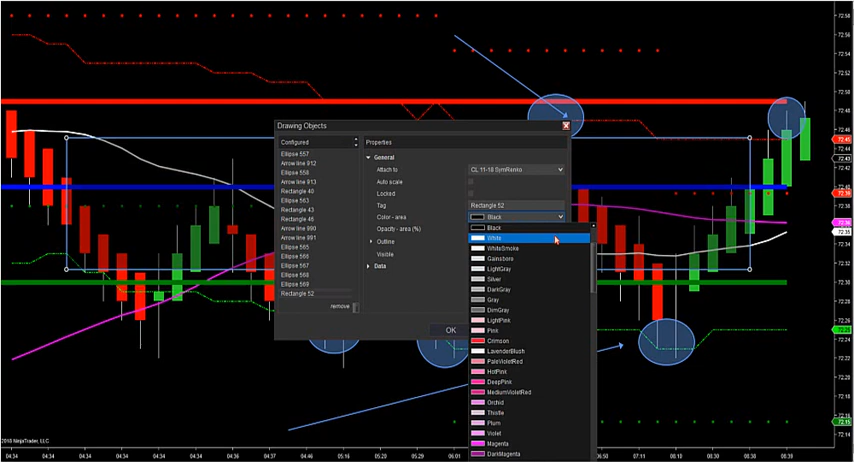 Drawing Objects
Configured
Ellipse 557
Arrow line 912
Ellipse 558
Arrow line 913
Rectangle 40
Ellipse 563
Rectangle 43
Rectangle 46
Arrow line 990
Arrow line 991
Ellipse 565
Ellipse 566
Ellipse 567
Ellipse 568
Ellipse 569
Rectangle 52
remove
Properties
General
Attach to CL 11-18 SymRenko
Auto scale
Locked
Tag Rectangle 52
Color - area Black
Opacity - area (%)
Outline
Visible
Data
OK
Black
White
WhiteSmoke
Gainsboro
LightGray
Silver
DarkGray
Gray
DimGray
LightPink
Pink
Crimson
LavenderBlush
PaleVioletRed
HotPink
DeepPink
MediumVioletRed
Orchid
Thistle
Plum
Violet
Magenta
DarkMagenta
72.58
72.56
72.54
72.52
72.50
72.48
72.46
72.45
72.44
72.43
72.42
72.40
72.39
72.38
72.36
72.35
72.34
72.32
72.30
72.28
72.26
72.25
72.24
72.22
72.20
72.18
72.16
72.15
72.14
2018 NinjaTrader, LLC
04:34 04:34 04:34 04:34 04:34 04:34 04:34 04:37 05:16 05:18 05:29 05:29 06:01 06:50 07:11 08:10 08:30 08:38 08:39